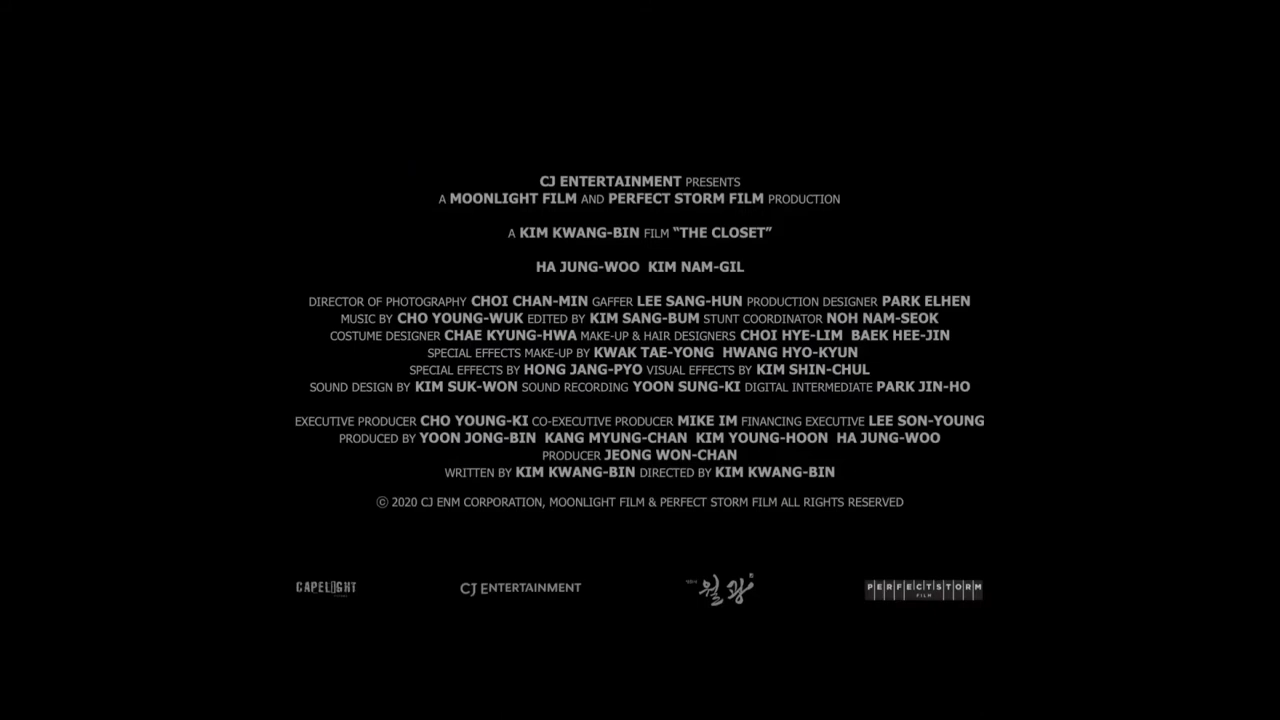 CJ ENTERTAINMENT PRESENTS
A MOONLIGHT FILM AND PERFECT STORM FILM PRODUCTION
A KIM KWANG-BIN FILM “THE CLOSET”
HA JUNG-WOO KIM NAM-GIL
DIRECTOR OF PHOTOGRAPHY CHOI CHAN-MIN GAFFER LEE SANG-HUN PRODUCTION DESIGNER PARK ELHEN
MUSIC BY CHO YOUNG-WUK EDITED BY KIM SANG-BUM STUNT COORDINATOR NOH NAM-SEOK
COSTUME DESIGNER CHAE KYUNG-HWA MAKE-UP & HAIR DESIGNERS CHOI HYE-LIM BAEK HEE-JIN
SPECIAL EFFECTS MAKE-UP BY KWAK TAE-YONG HWANG HYO-KYUN
SPECIAL EFFECTS BY HONG JANG-PYO VISUAL EFFECTS BY KIM SHIN-CHUL
SOUND DESIGN BY KIM SUK-WON SOUND RECORDING YOON SUNG-KI DIGITAL INTERMEDIATE PARK JIN-HO
EXECUTIVE PRODUCER CHO YOUNG-KI CO-EXECUTIVE PRODUCER MIKE IM FINANCING EXECUTIVE LEE SON-YOUNG
PRODUCED BY YOON JONG-BIN KANG MYUNG-CHAN KIM YOUNG-HOON HA JUNG-WOO
PRODUCER JEONG WON-CHAN
WRITTEN BY KIM KWANG-BIN DIRECTED BY KIM KWANG-BIN
ⓒ 2020 CJ ENM CORPORATION, MOONLIGHT FILM & PERFECT STORM FILM ALL RIGHTS RESERVED
CAPELIGHT
CJ ENTERTAINMENT
월광
PERFECTSTORM
FILM